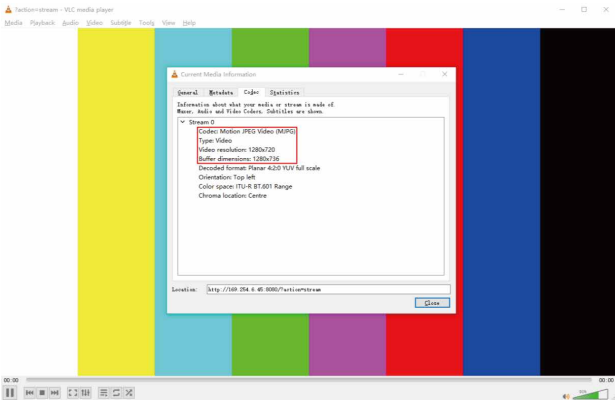 ?action=stream - VLC media player
Media Playback Audio Video Subtitle Tools View Help
Current Media Information
General Metadata Codec Statistics
Information about what your media or stream is made of
Muxer, Audio and Video Codecs, Subtitles are shown.
Stream 0
Codec: Motion JPEG Video (MJPG)
Type: Video
Video resolution: 1280x720
Buffer dimensions: 1280x736
Decoded format: Planar 4:2:0 YUV full scale
Orientation: Top left
Color space: ITU-R BT.601 Range
Chroma location: Centre
Location: http://169.254.6.45:8080/?action=stream
Close
00:00 00:00